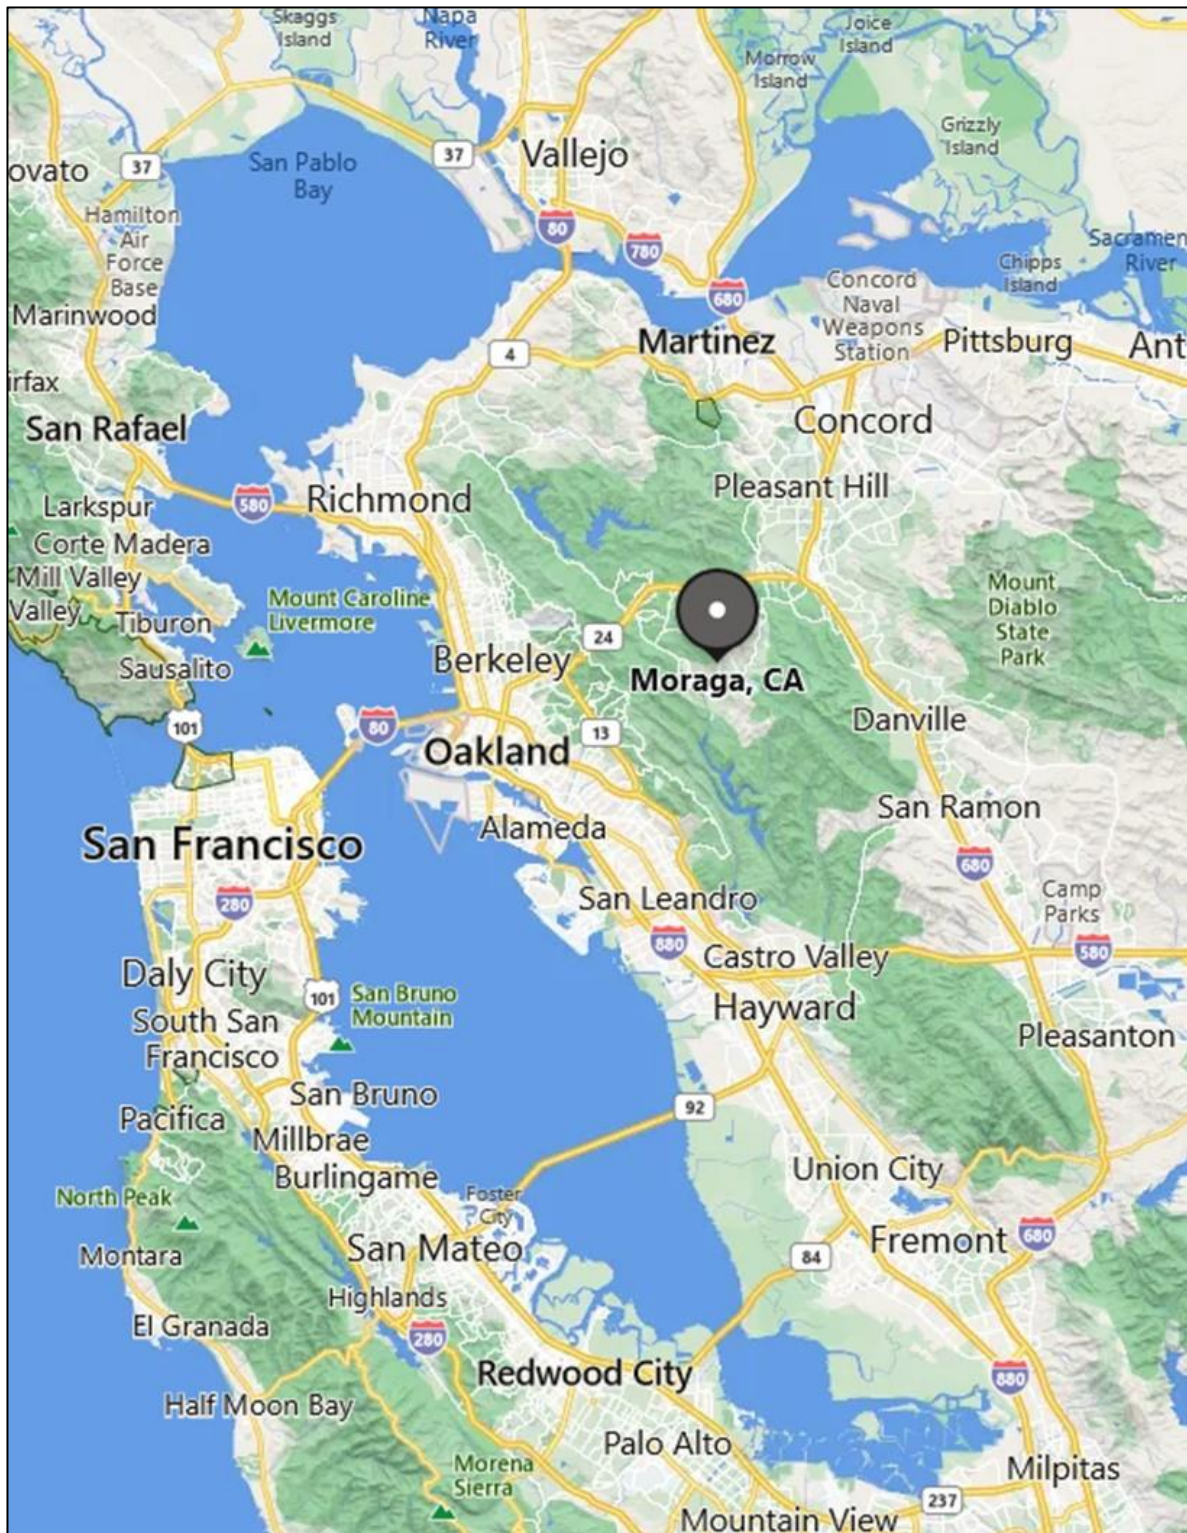 Skaggs
Island
Napa
River
Joice
Island
Morrow
Island
Grizzly
Island
37
San Pablo
Bay
37
Vallejo
ovato
Hamilton
Air
Force
Base
80
780
Sacramen
River
Chipps
Island
680
Concord
Naval
Weapons
Station
Marinwood
4
Martinez
Pittsburg
Ant
irfax
San Rafael
Concord
580
Richmond
Pleasant Hill
Larkspur
Corte Madera
Mill Valley
Valley
Tiburon
Mount Caroline
Livermore
Mount
Diablo
State
Park
24
Sausalito
Berkeley
Moraga, CA
101
80
13
Danville
Oakland
San Francisco
Alameda
San Ramon
680
280
San Leandro
Camp
Parks
880
580
Castro Valley
Daly City
101
San Bruno
Mountain
Hayward
South San
Francisco
Pleasanton
San Bruno
92
Pacifica
Millbrae
Burlingame
Union City
North Peak
Foster
City
Montara
San Mateo
Fremont
680
84
Highlands
El Granada
280
Redwood City
880
Half Moon Bay
Palo Alto
Morena
Sierra
Milpitas
237
Mountain View